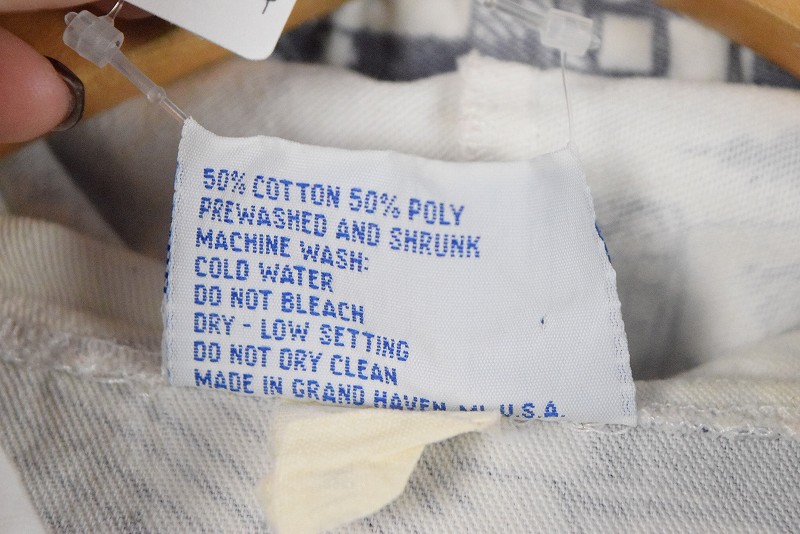 50% COTTON 50% POLY
PREWASHED AND SHRUNK
MACHINE WASH:
COLD WATER
DO NOT BLEACH
DRY - LOW SETTING
DO NOT DRY CLEAN
MADE IN GRAND HAVEN, MI, U.S.A.